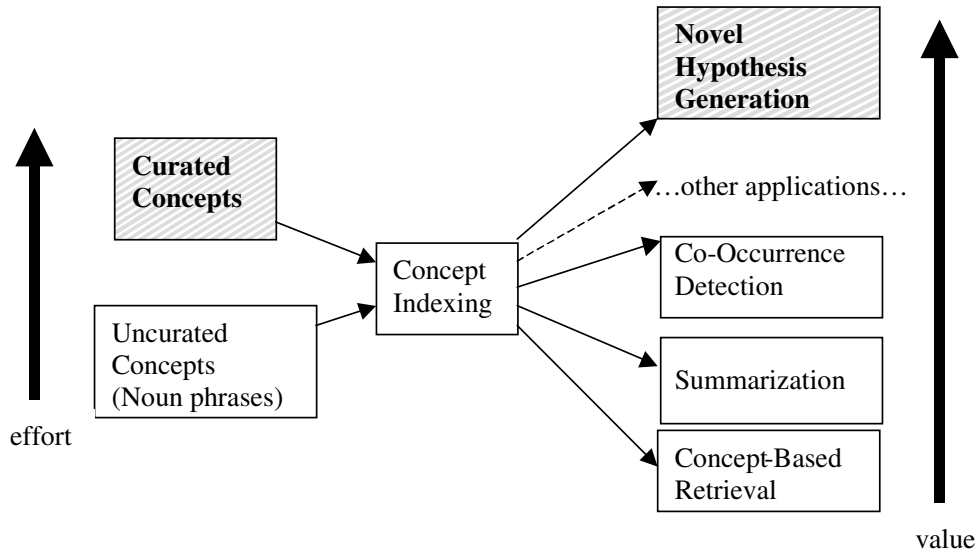 Novel
Hypothesis
Generation
Curated
Concepts
…other applications…
Concept
Indexing
Co-Occurrence
Detection
Uncurated
Concepts
(Noun phrases)
Summarization
effort
Concept-Based
Retrieval
value